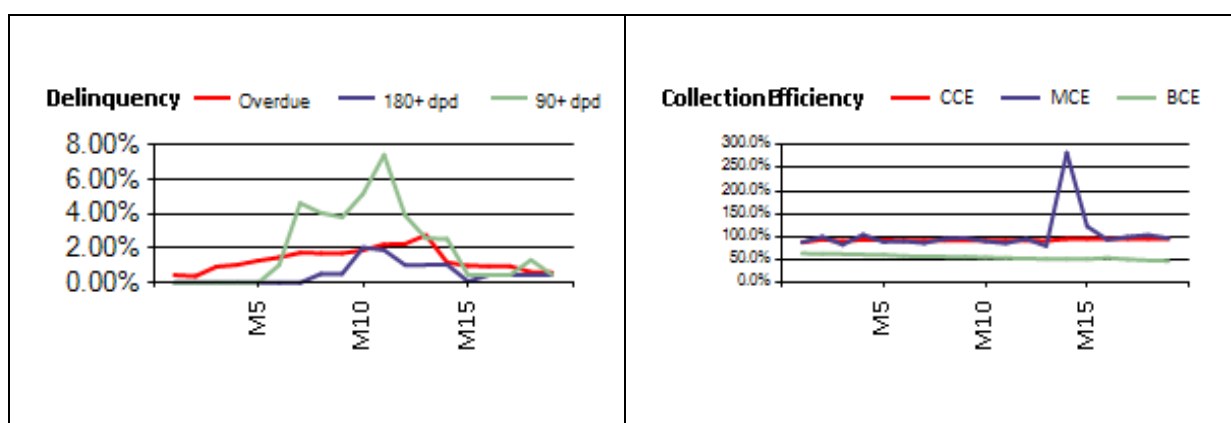 Delinquency Overdue 180+ dpd 90+ dpd
8.00%
6.00%
4.00%
2.00%
0.00%
M5
M10
M15
Collection Efficiency CCE MCE BCE
300.0%
250.0%
200.0%
150.0%
100.0%
50.0%
0.0%
M5
M10
M15